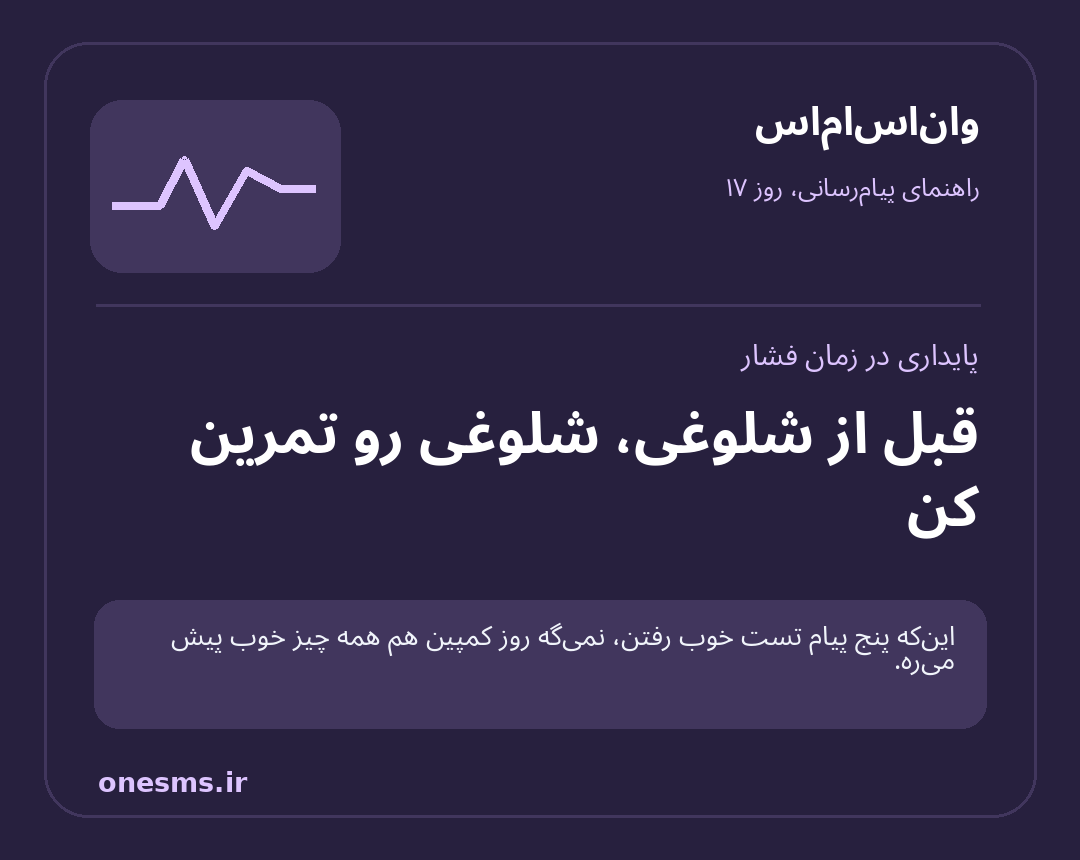 وان‌اس‌ام‌اس
راهنمای پیام‌رسانی، روز ۱۷
پایداری در زمان فشار
قبل از شلوغی، شلوغی رو تمرین
کن
این‌که پنج پیام تست خوب رفتن، نمی‌گه روز کمپین هم همه چیز خوب پیش
می‌ره.
onesms.ir